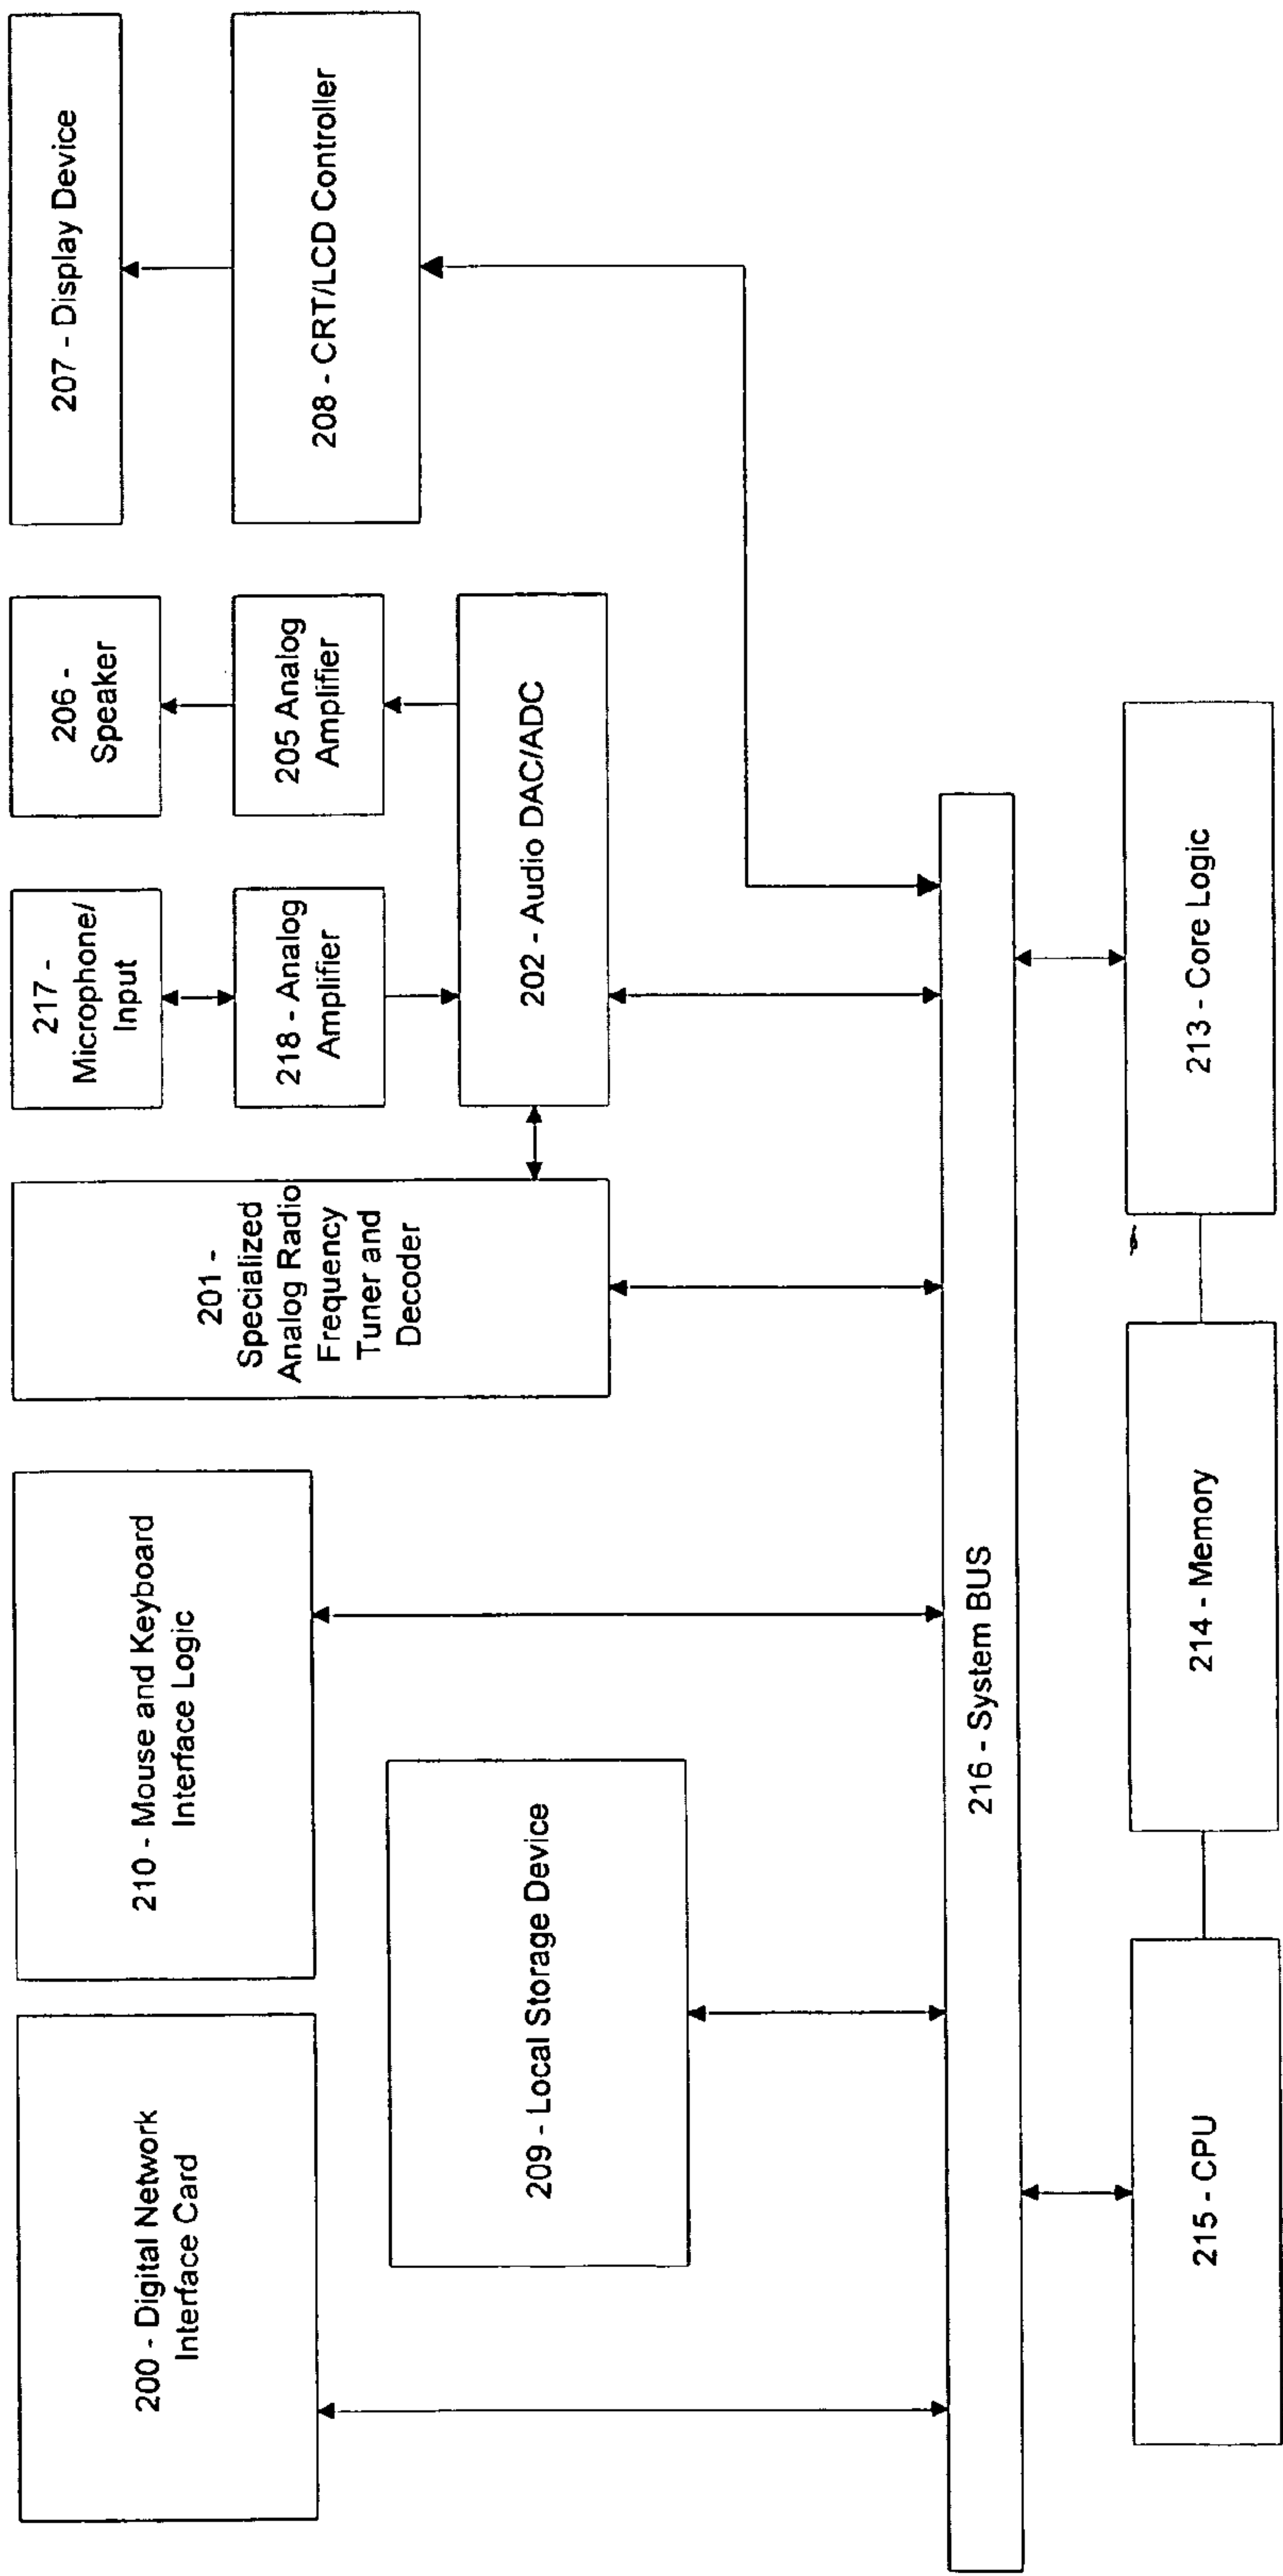 200 - Digital Network
Interface Card
210 - Mouse and Keyboard
Interface Logic
201 -
Specialized
Analog Radio
Frequency
Tuner and
Decoder
217 -
Microphone/
Input
206 -
Speaker
207 - Display Device
218 - Analog
Amplifier
205 Analog
Amplifier
208 - CRT/LCD Controller
209 - Local Storage Device
202 - Audio DAC/ADC
216 - System BUS
215 - CPU
214 - Memory
213 - Core Logic